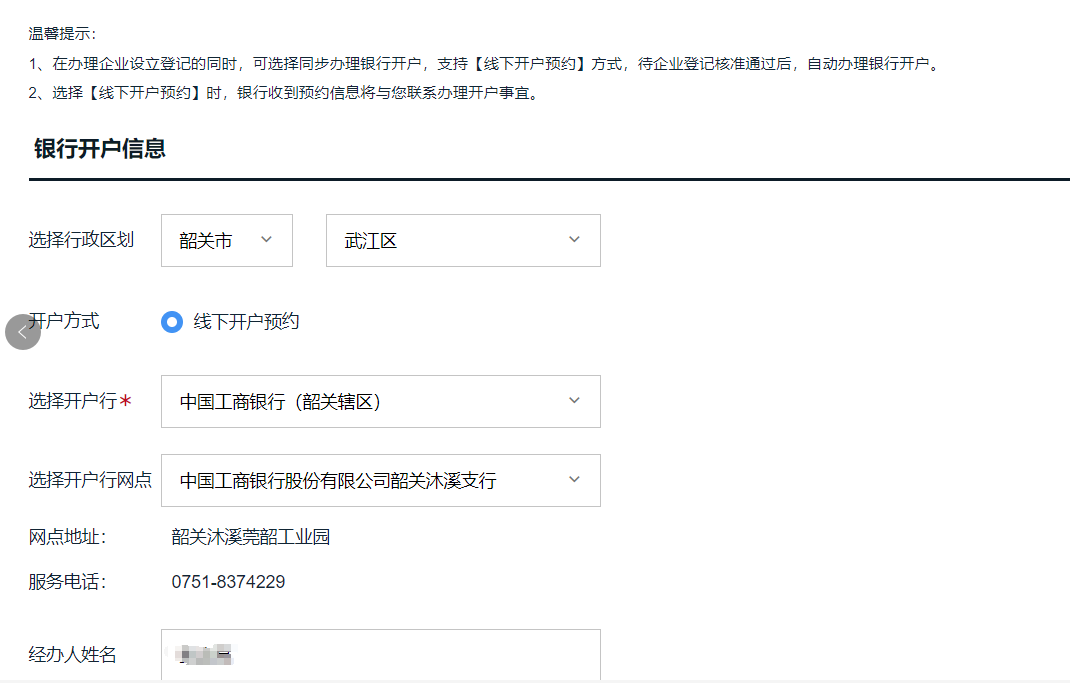 温馨提示：
1、在办理企业设立登记的同时，可选择同步办理银行开户，支持【线下开户预约】方式，待企业登记核准通过后，自动办理银行开户。
2、选择【线下开户预约】时，银行收到预约信息将与您联系办理开户事宜。
银行开户信息
选择行政区划 韶关市 武江区
开户方式 线下开户预约
选择开户行* 中国工商银行（韶关辖区）
选择开户行网点 中国工商银行股份有限公司韶关沐溪支行
网点地址： 韶关沐溪莞韶工业园
服务电话： 0751-8374229
经办人姓名